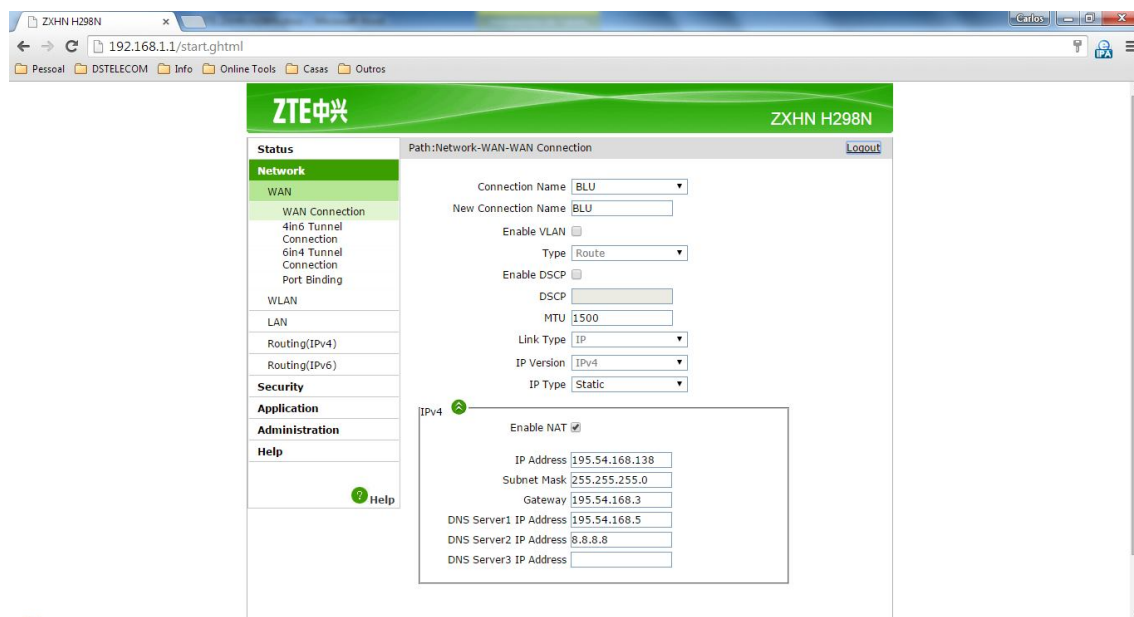 ZXHN H298N
Carlos
192.168.1.1/start.ghtml
Pessoal DSTELECOM Info Online Tools Casas Outros
ZTE中兴
ZXHN H298N
Status
Network
WAN
WAN Connection
4in6 Tunnel
Connection
6in4 Tunnel
Connection
Port Binding
WLAN
LAN
Routing(IPv4)
Routing(IPv6)
Security
Application
Administration
Help
Help
Path:Network-WAN-WAN Connection Logout
Connection Name BLU
New Connection Name BLU
Enable VLAN
Type Route
Enable DSCP
DSCP
MTU 1500
Link Type IP
IP Version IPv4
IP Type Static
IPv4
Enable NAT
IP Address 195.54.168.138
Subnet Mask 255.255.255.0
Gateway 195.54.168.3
DNS Server1 IP Address 195.54.168.5
DNS Server2 IP Address 8.8.8.8
DNS Server3 IP Address